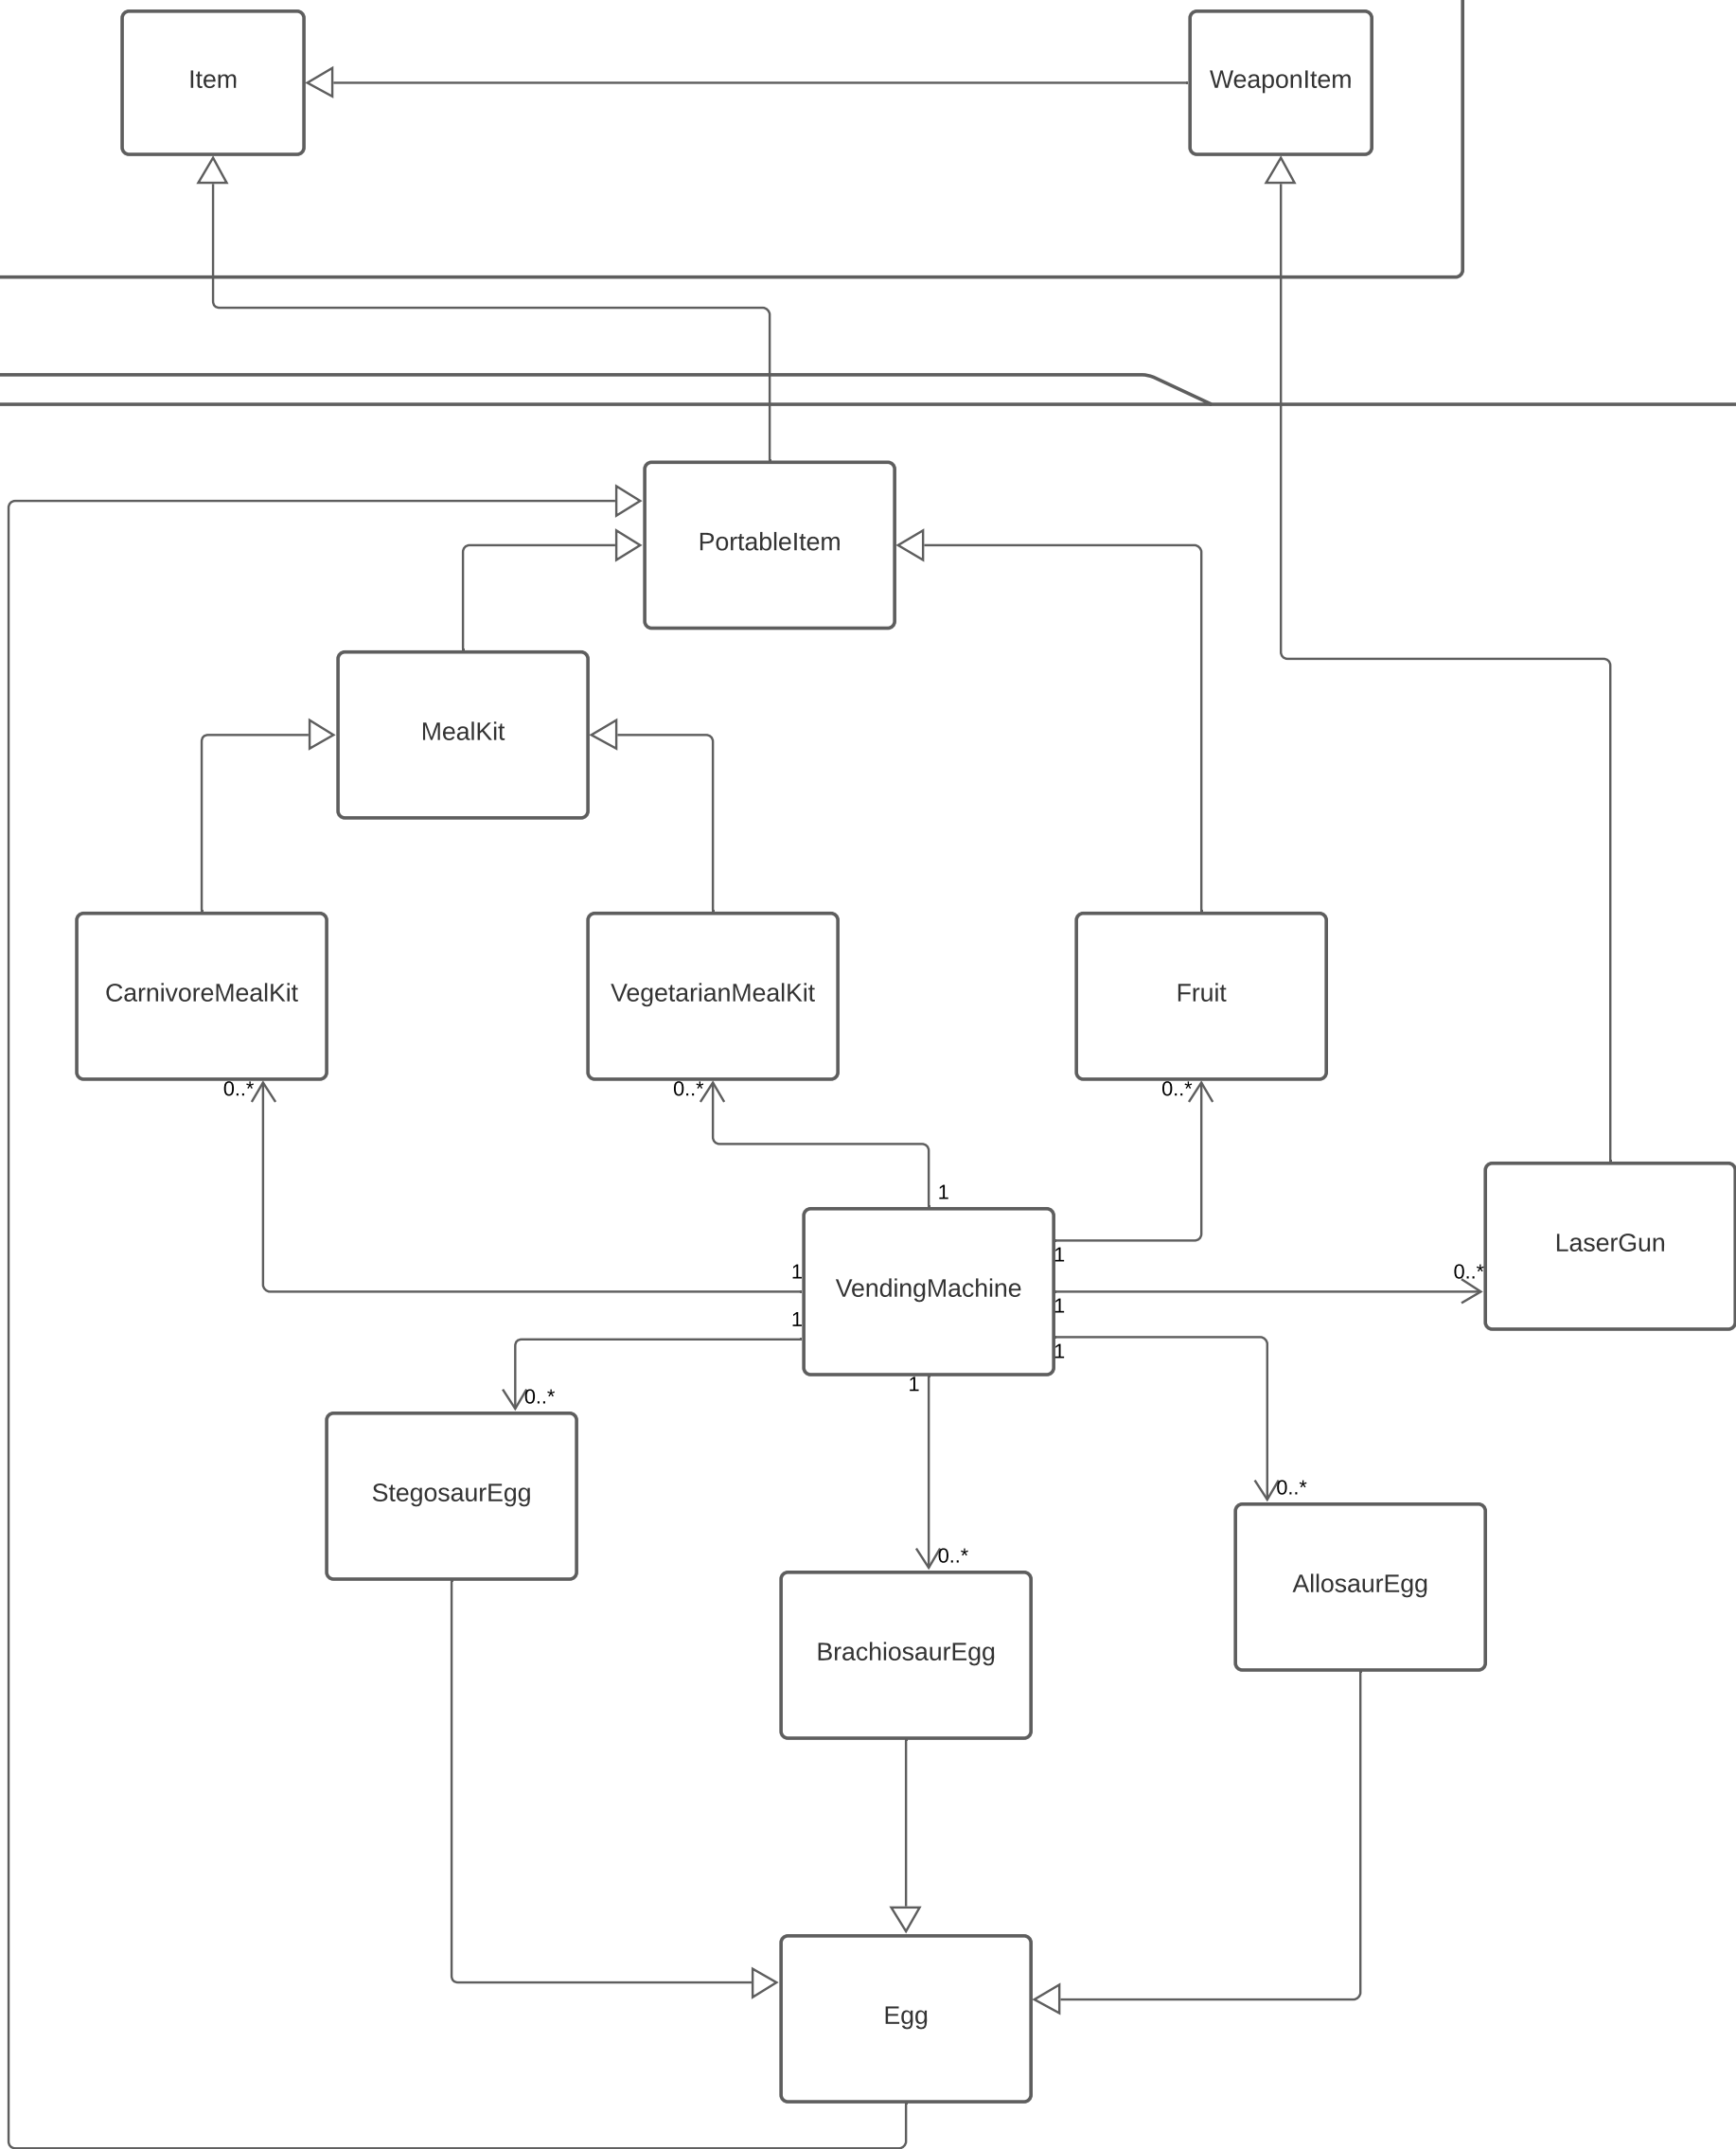 Item
WeaponItem
PortableItem
MealKit
CarnivoreMealKit
VegetarianMealKit
Fruit
0..*
0..*
0..*
1
1
1
0..*
LaserGun
VendingMachine
1
1
1
1
0..*
StegosaurEgg
0..*
AllosaurEgg
0..*
BrachiosaurEgg
Egg